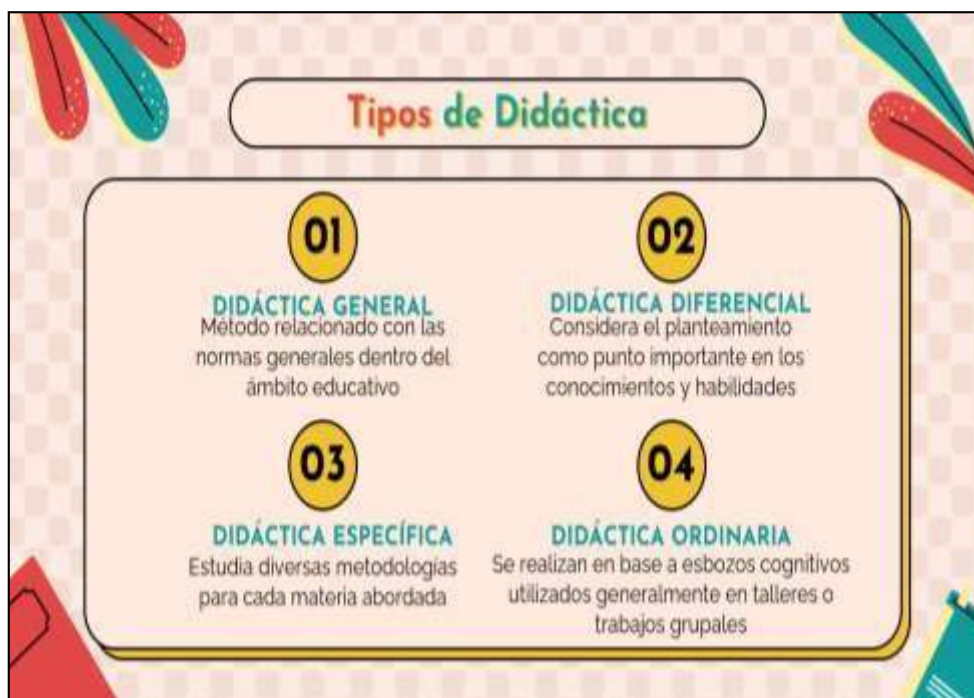 Tipos de Didáctica
01
DIDÁCTICA GENERAL
Método relacionado con las
normas generales dentro del
ámbito educativo
02
DIDÁCTICA DIFERENCIAL
Considera el planteamiento
como punto importante en los
conocimientos y habilidades
03
DIDÁCTICA ESPECÍFICA
Estudia diversas metodologías
para cada materia abordada
04
DIDÁCTICA ORDINARIA
Se realizan en base a esbozos cognitivos
utilizados generalmente en talleres o
trabajos grupales